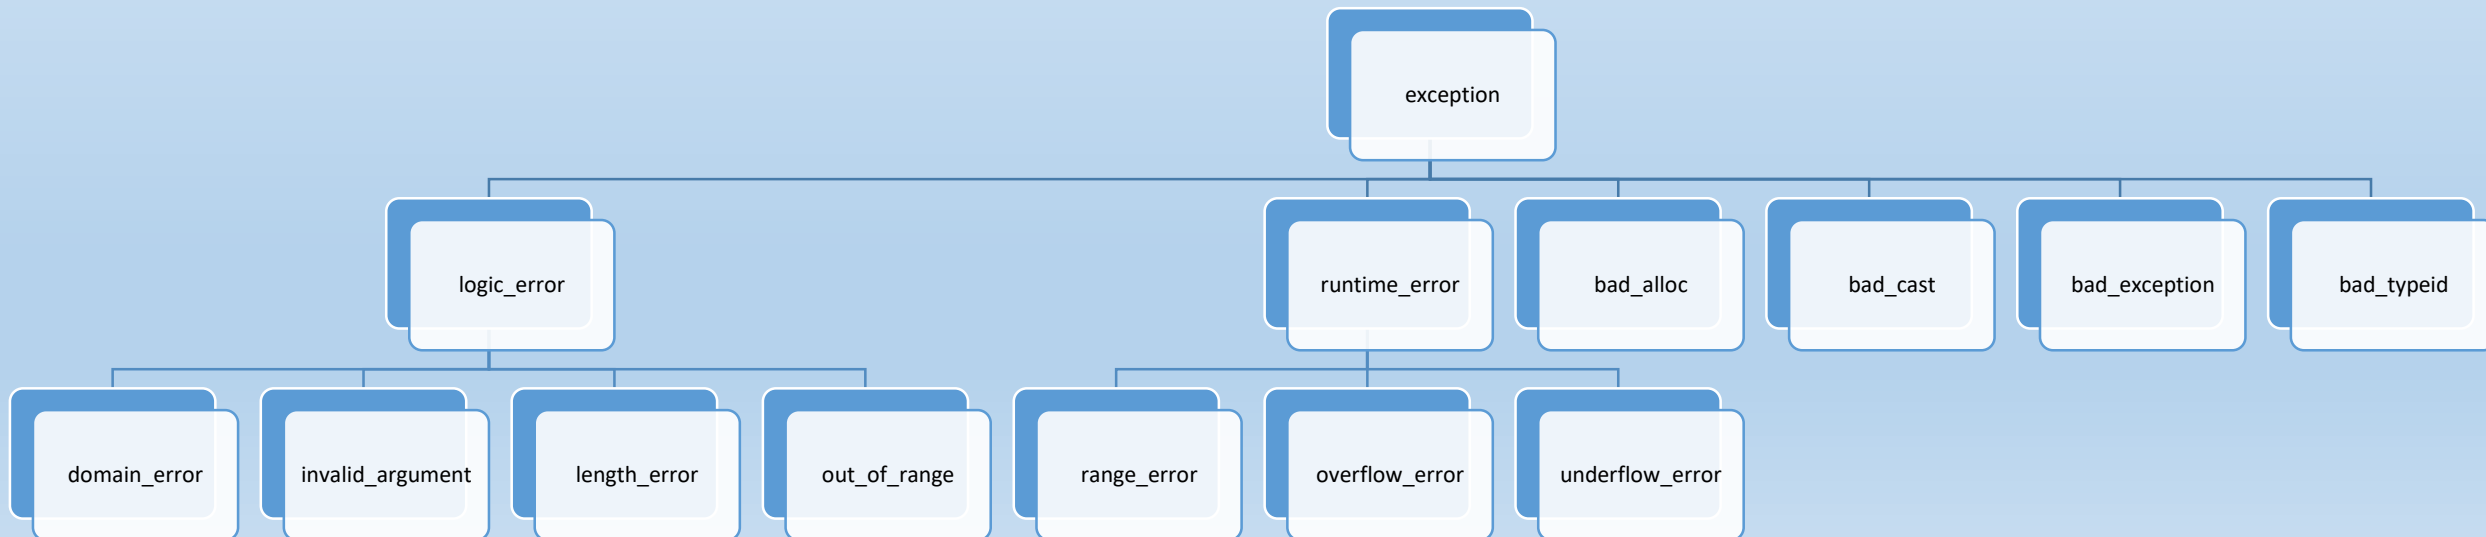 exception
logic_error
runtime_error
bad_alloc
bad_cast
bad_exception
bad_typeid
domain_error
invalid_argument
length_error
out_of_range
range_error
overflow_error
underflow_error